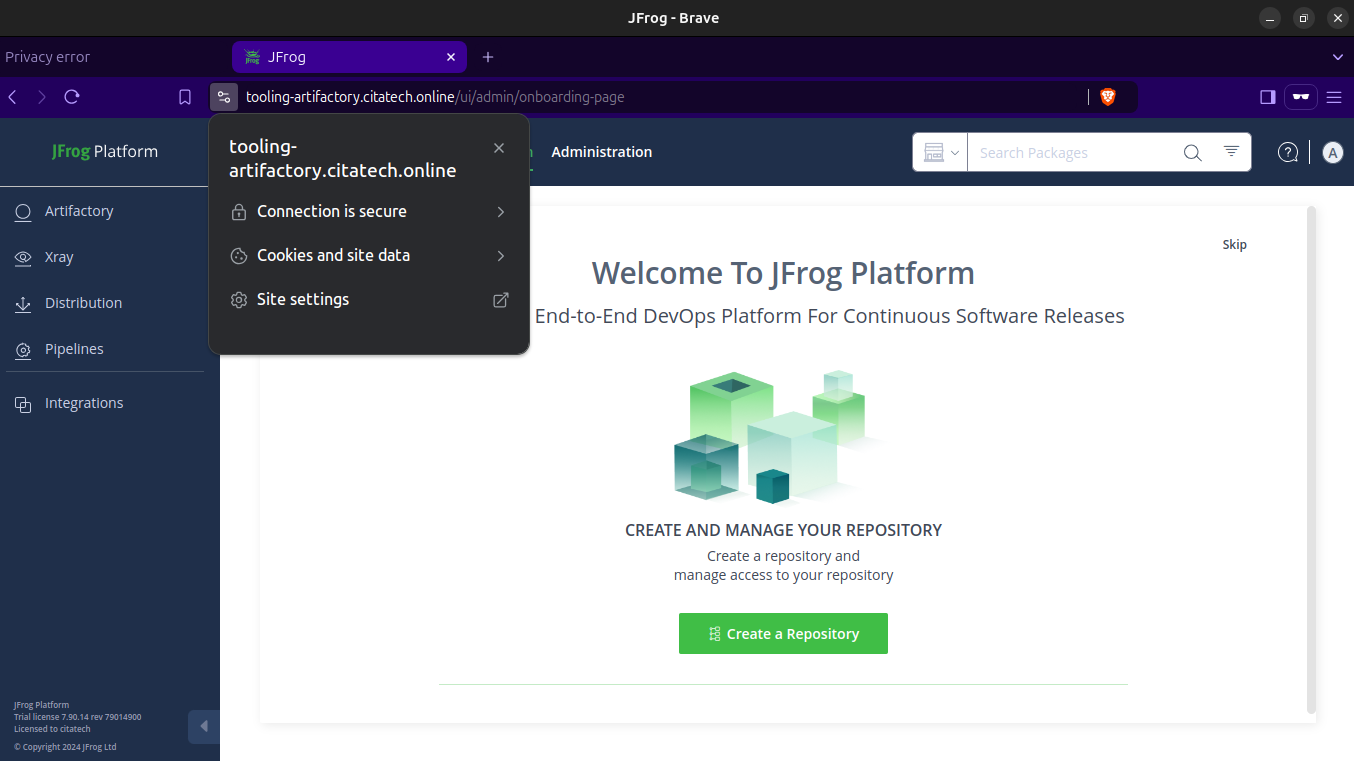 JFrog - Brave
Privacy error
JFrog
tooling-artifactory.citatech.online/ui/admin/onboarding-page
JFrog Platform
Administration
Search Packages
?
A
tooling-
artifactory.citatech.online
Connection is secure
Cookies and site data
Site settings
Artifactory
Xray
Distribution
Pipelines
Integrations
Skip
Welcome To JFrog Platform
End-to-End DevOps Platform For Continuous Software Releases
CREATE AND MANAGE YOUR REPOSITORY
Create a repository and
manage access to your repository
Create a Repository
JFrog Platform
Trial license 7.90.14 rev 79014900
Licensed to citatech
© Copyright 2024 JFrog Ltd